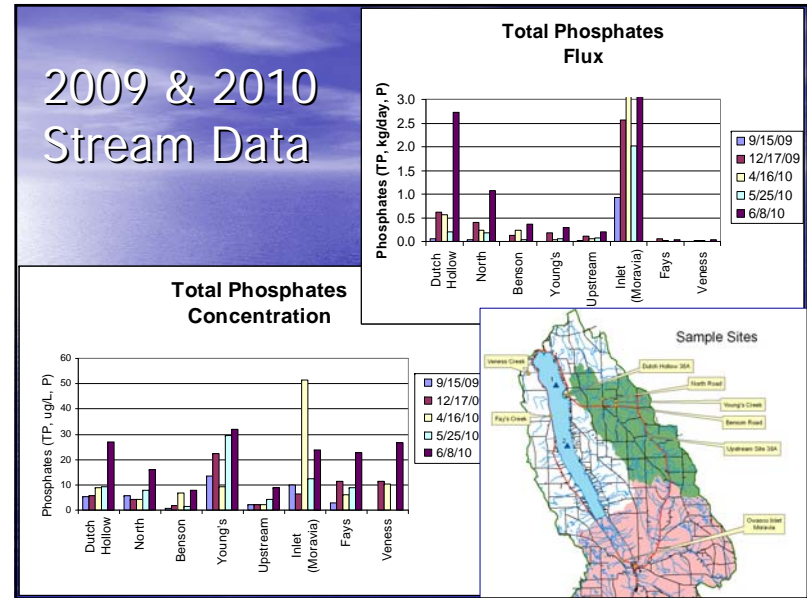 2009 & 2010
Stream Data
Total Phosphates
Flux
Phosphates (TP, kg/day, P)
3.0
2.5
2.0
1.5
1.0
0.5
0.0
Dutch
Hollow
North
Benson
Young's
Upstream
Inlet
(Moravia)
Fays
Veness
9/15/09
12/17/09
4/16/10
5/25/10
6/8/10
Total Phosphates
Concentration
Phosphates (TP, ug/L, P)
60
50
40
30
20
10
0
Dutch
Hollow
North
Benson
Young's
Upstream
Inlet
(Moravia)
Fays
Veness
9/15/09
12/17/0
4/16/10
5/25/10
6/8/10
Sample Sites
Veness Creek
Dutch Hollow 38A
North Road
Fay's Creek
Young's Creek
Benson Road
Upstream Site 38A
Owasco Inlet
Moravia
1
2